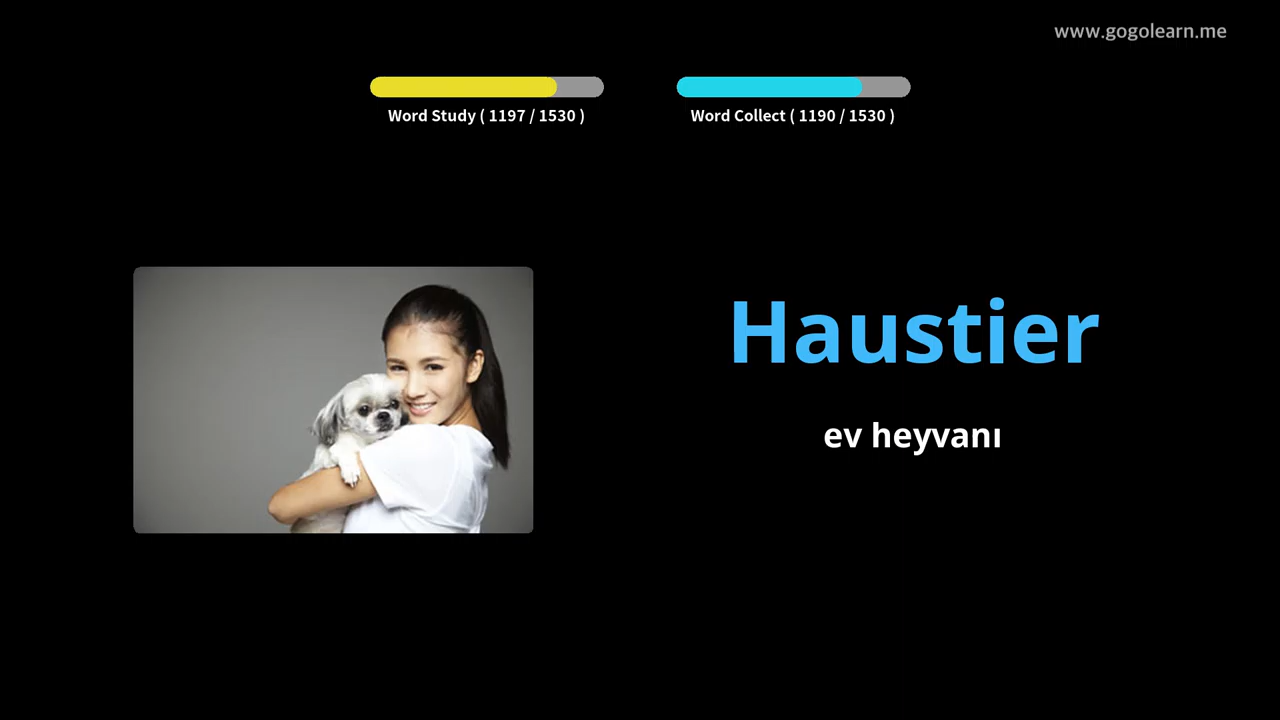 www.gogolearn.me
Word Study ( 1197 / 1530 )
Word Collect ( 1190 / 1530 )
Haustier
ev heyvanı